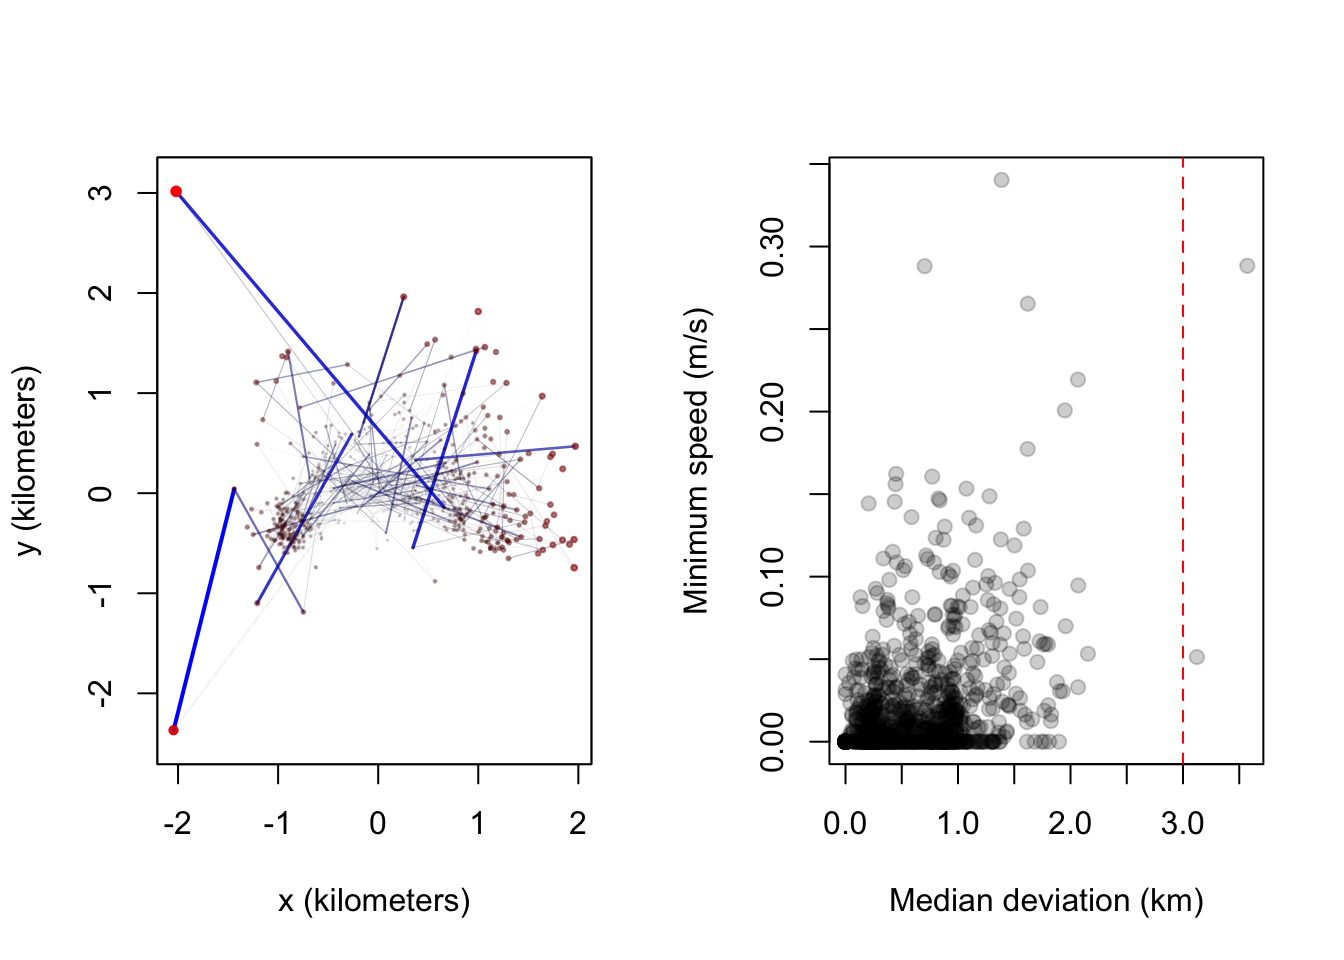 3
2
1
0
-1
-2
y (kilometers)
-2 -1 0 1 2
x (kilometers)
0.30
0.20
0.10
0.00
Minimum speed (m/s)
0.0 1.0 2.0 3.0
Median deviation (km)